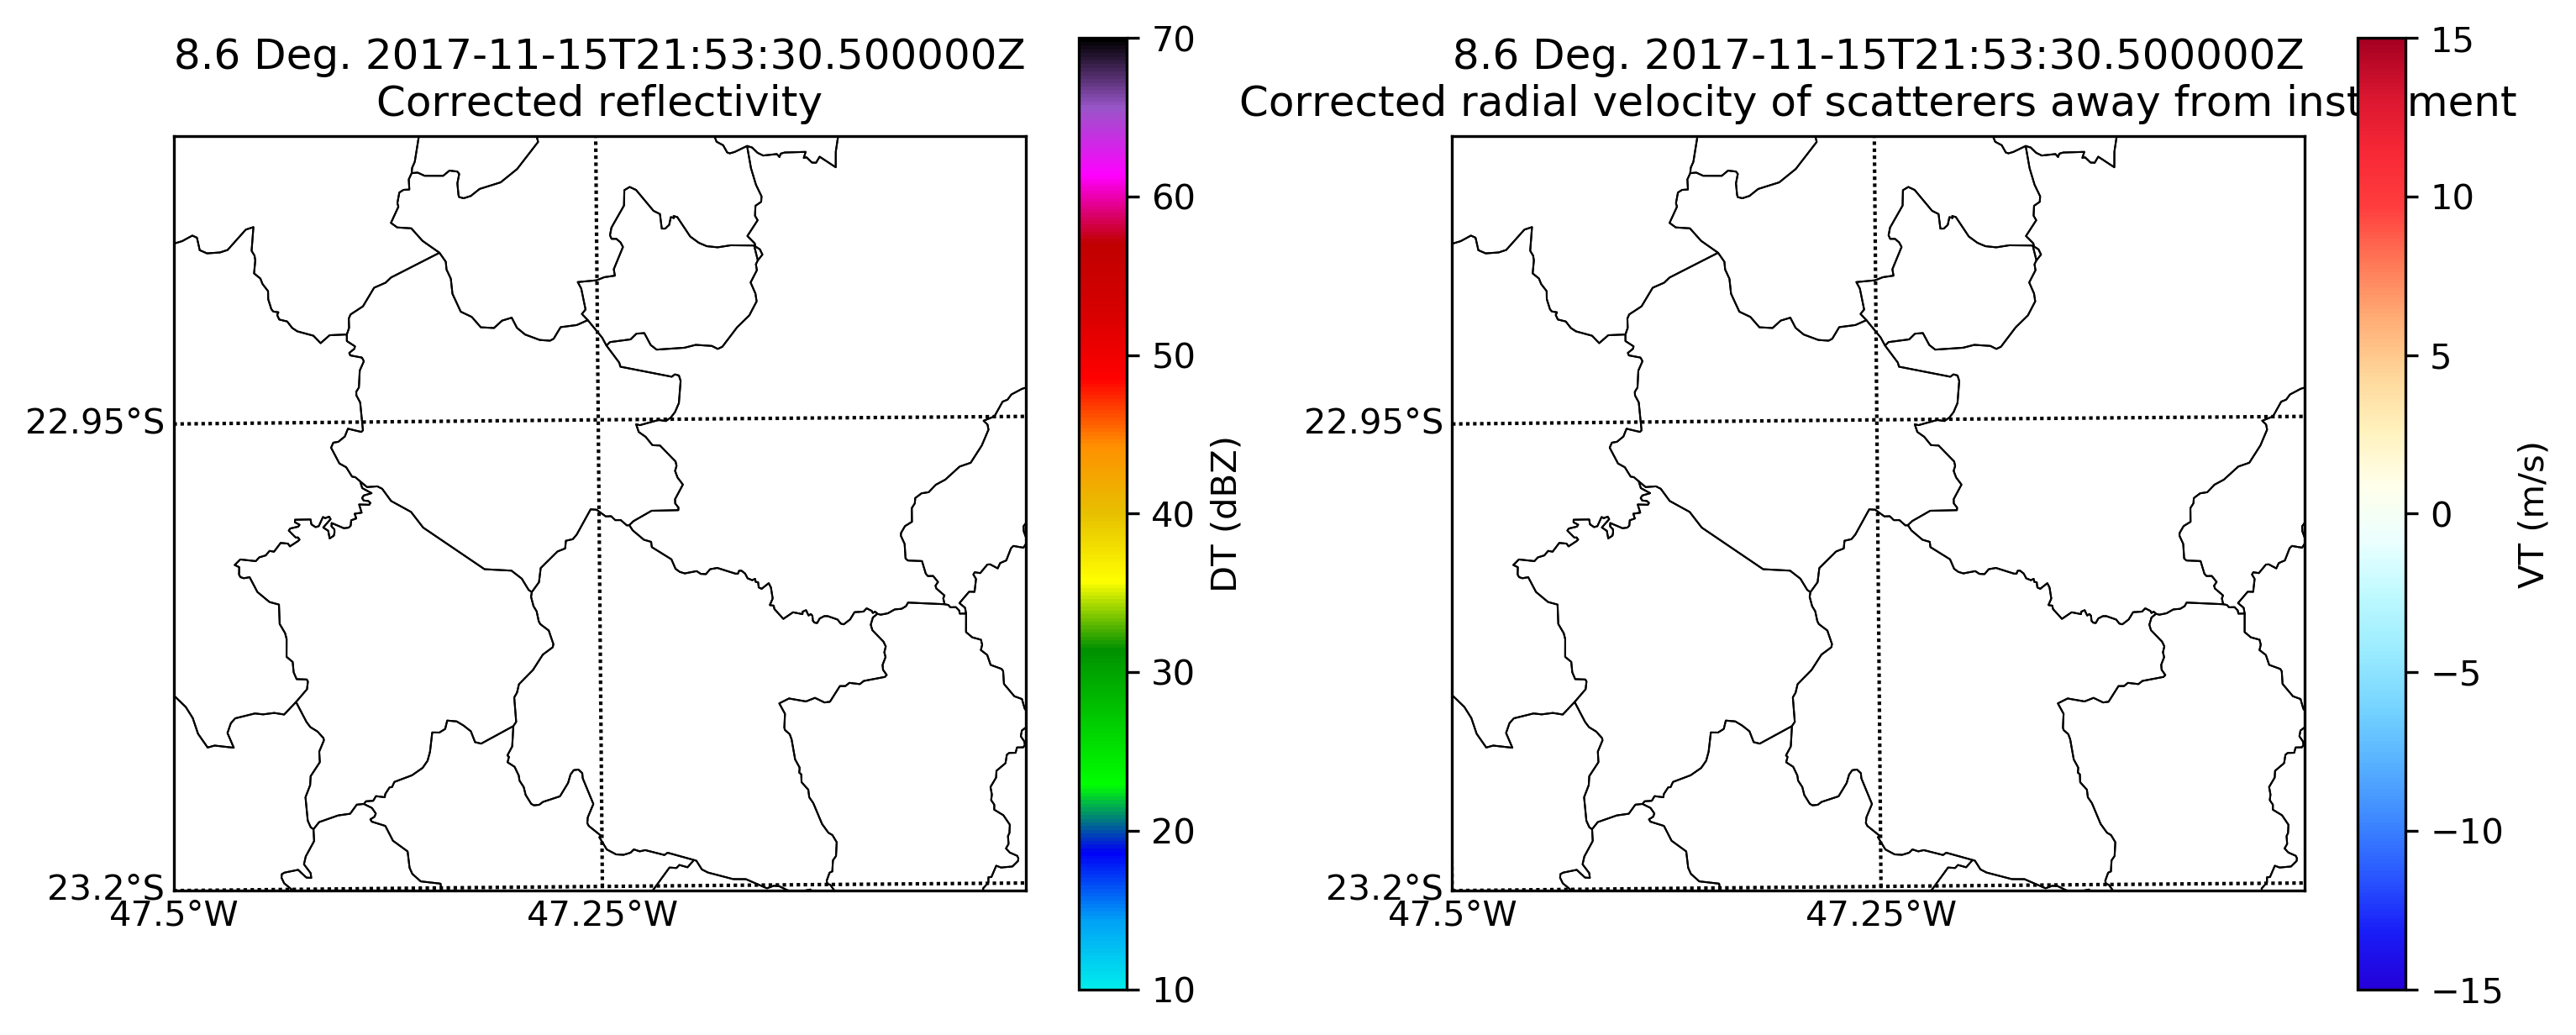 8.6 Deg. 2017-11-15T21:53:30.500000Z
Corrected reflectivity
22.95°S
23.2°S
47.5°W
47.25°W
70
60
50
40
30
20
10
DT (dBZ)
8.6 Deg. 2017-11-15T21:53:30.500000Z
Corrected radial velocity of scatterers away from inst ment
22.95°S
23.2°S
47.5°W
47.25°W
15
10
5
0
−5
−10
−15
VT (m/s)